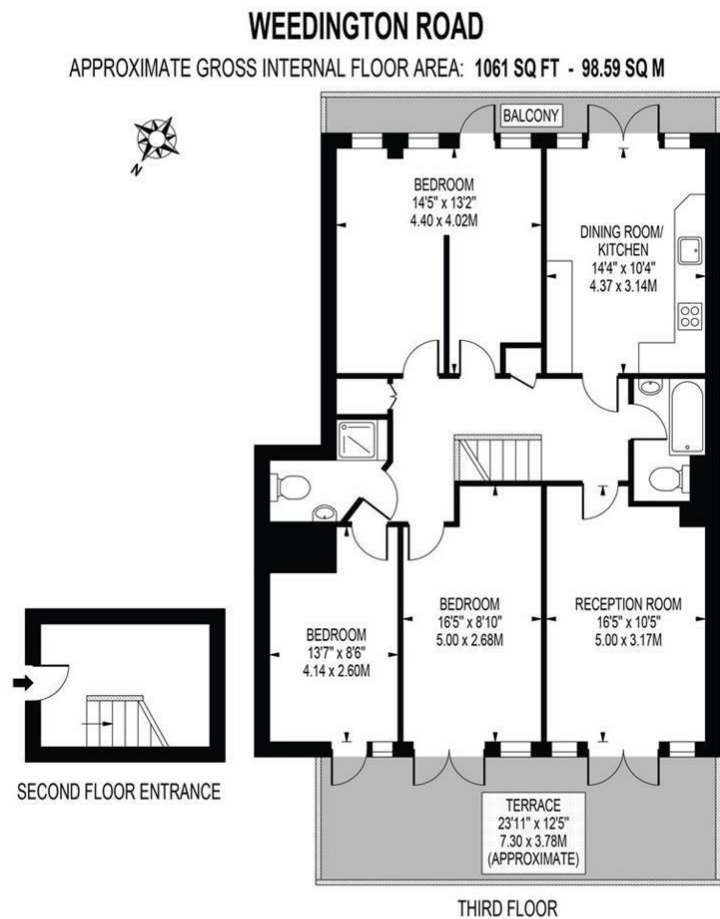 WEEDINGTON ROAD
APPROXIMATE GROSS INTERNAL FLOOR AREA: 1061 SQ FT - 98.59 SQ M
N
BALCONY
BEDROOM
14'5" x 13'2"
4.40 x 4.02M
DINING ROOM/
KITCHEN
14'4" x 10'4"
4.37 x 3.14M
BEDROOM
13'7" x 8'6"
4.14 x 2.60M
BEDROOM
16'5" x 8'10"
5.00 x 2.68M
RECEPTION ROOM
16'5" x 10'5"
5.00 x 3.17M
SECOND FLOOR ENTRANCE
TERRACE
23'11" x 12'5"
7.30 x 3.78M
(APPROXIMATE)
THIRD FLOOR